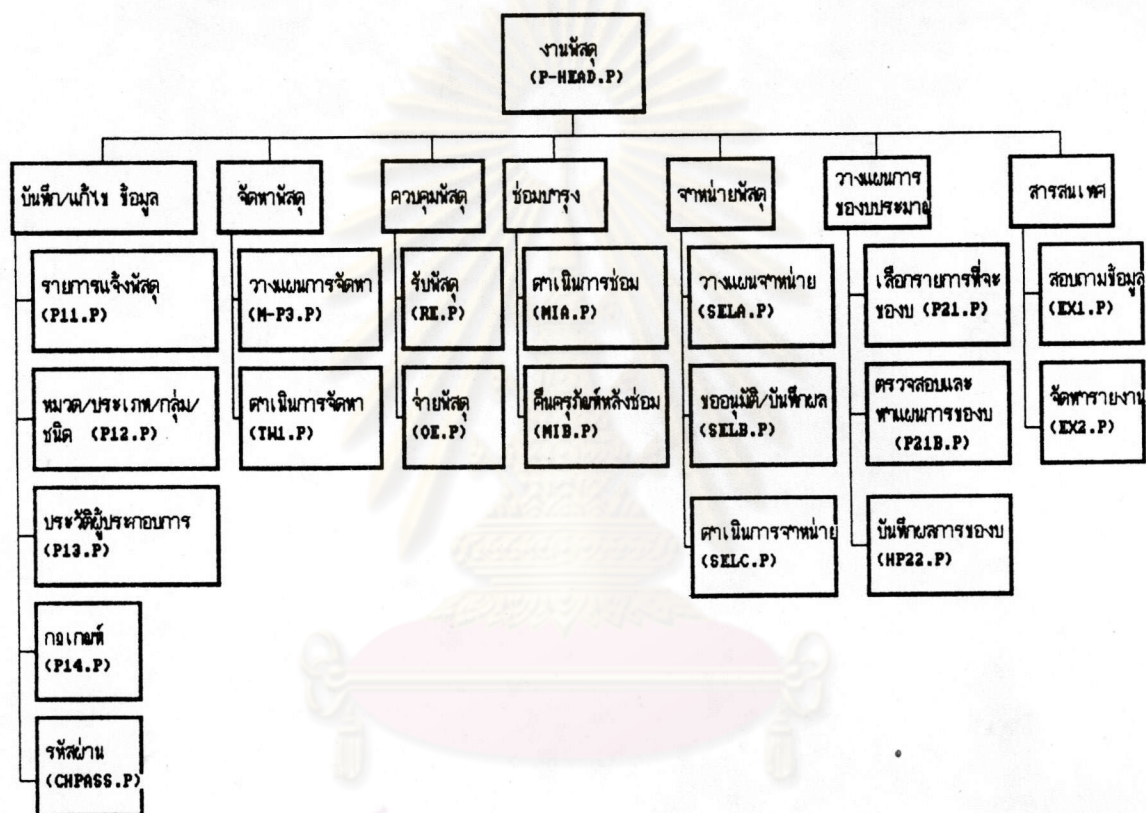 งานพัสดุ
(P-HEAD.P)
บันทึก/แก้ไข ข้อมูล
รายการแจ้งพัสดุ
(P11.P)
หมวด/ประเภท/กลุ่ม/
ชนิด (P12.P)
ประวัติผู้ประกอบการ
(P13.P)
กฎเกณฑ์
(P14.P)
รหัสผ่าน
(CHPASS.P)
จัดหาพัสดุ
วางแผนการจัดหา
(M-P3.P)
ดำเนินการจัดหา
(TW1.P)
ควบคุมพัสดุ
รับพัสดุ
(RE.P)
จ่ายพัสดุ
(OE.P)
ซ่อมบำรุง
ดำเนินการซ่อม
(MIA.P)
คืนครุภัณฑ์หลังซ่อม
(MIB.P)
จำหน่ายพัสดุ
วางแผนจำหน่าย
(SELA.P)
ขออนุมัติ/บันทึกผล
(SELB.P)
ดำเนินการจำหน่าย
(SELC.P)
วางแผนการ
ของบประมาณ
เลือกรายการที่จะ
ของบ (P21.P)
ตรวจสอบและ
ทำแผนการของบ
(P21B.P)
บันทึกผลการของบ
(HP22.P)
สารสนเทศ
สอบถามข้อมูล
(EX1.P)
จัดทำรายงาน
(EX2.P)